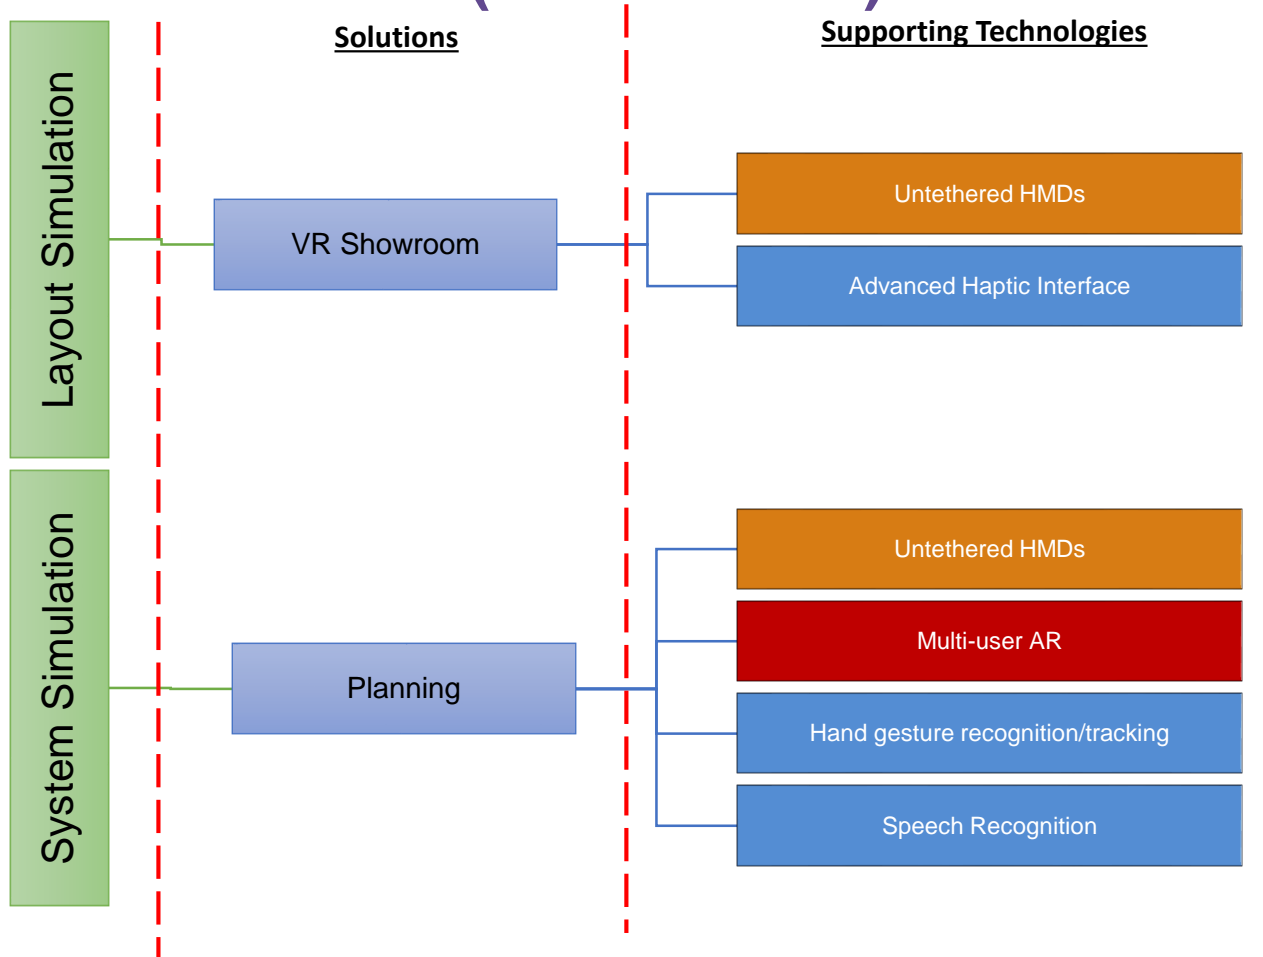 Solutions
Supporting Technologies
Layout Simulation
VR Showroom
Untethered HMDs
Advanced Haptic Interface
System Simulation
Planning
Untethered HMDs
Multi-user AR
Hand gesture recognition/tracking
Speech Recognition